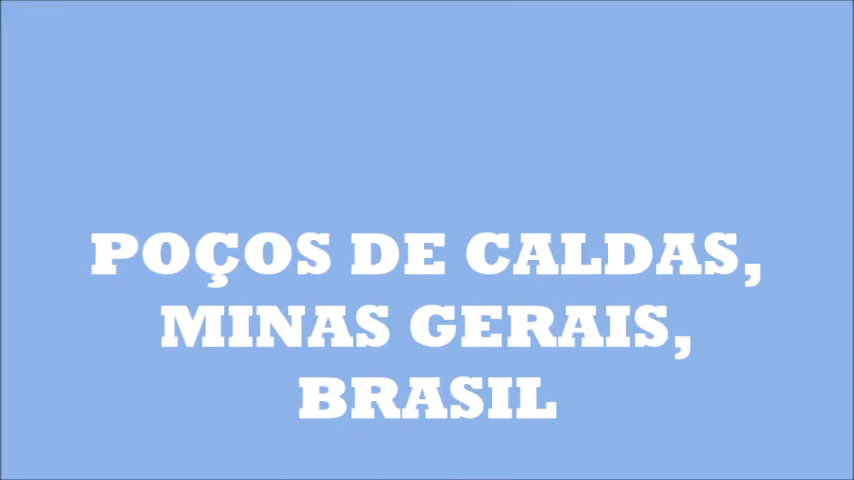 POÇOS DE CALDAS,
MINAS GERAIS,
BRASIL